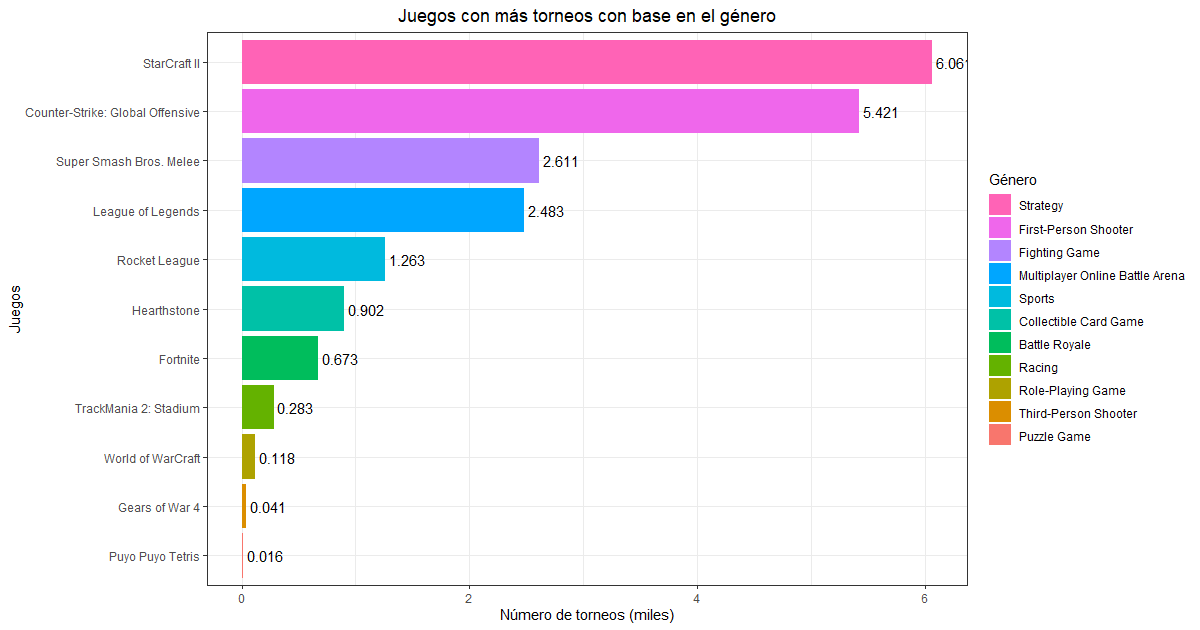 Juegos con más torneos con base en el género
StarCraft II
6.061
Counter-Strike: Global Offensive
5.421
Super Smash Bros. Melee
2.611
League of Legends
2.483
Rocket League
1.263
Hearthstone
0.902
Fortnite
0.673
TrackMania 2: Stadium
0.283
World of WarCraft
0.118
Gears of War 4
0.041
Puyo Puyo Tetris
0.016
Juegos
0
2
4
6
Número de torneos (miles)
Género
Strategy
First-Person Shooter
Fighting Game
Multiplayer Online Battle Arena
Sports
Collectible Card Game
Battle Royale
Racing
Role-Playing Game
Third-Person Shooter
Puzzle Game